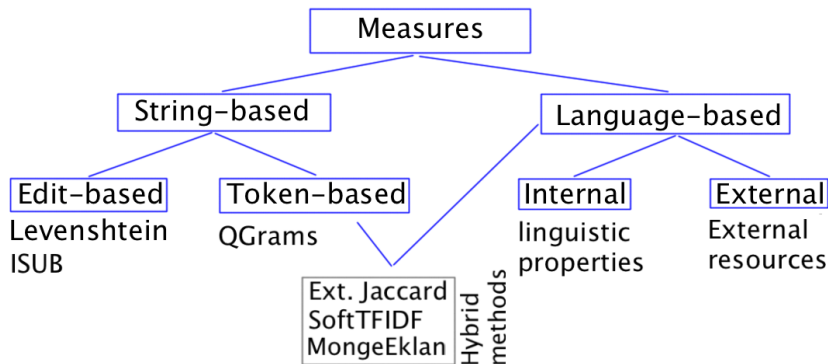 Measures
String-based
Language-based
Edit-based
Token-based
Internal
External
Levenshtein
ISUB
QGrams
linguistic
properties
External
resources
Ext. Jaccard
SoftTFIDF
MongeEklan
Hybrid
methods